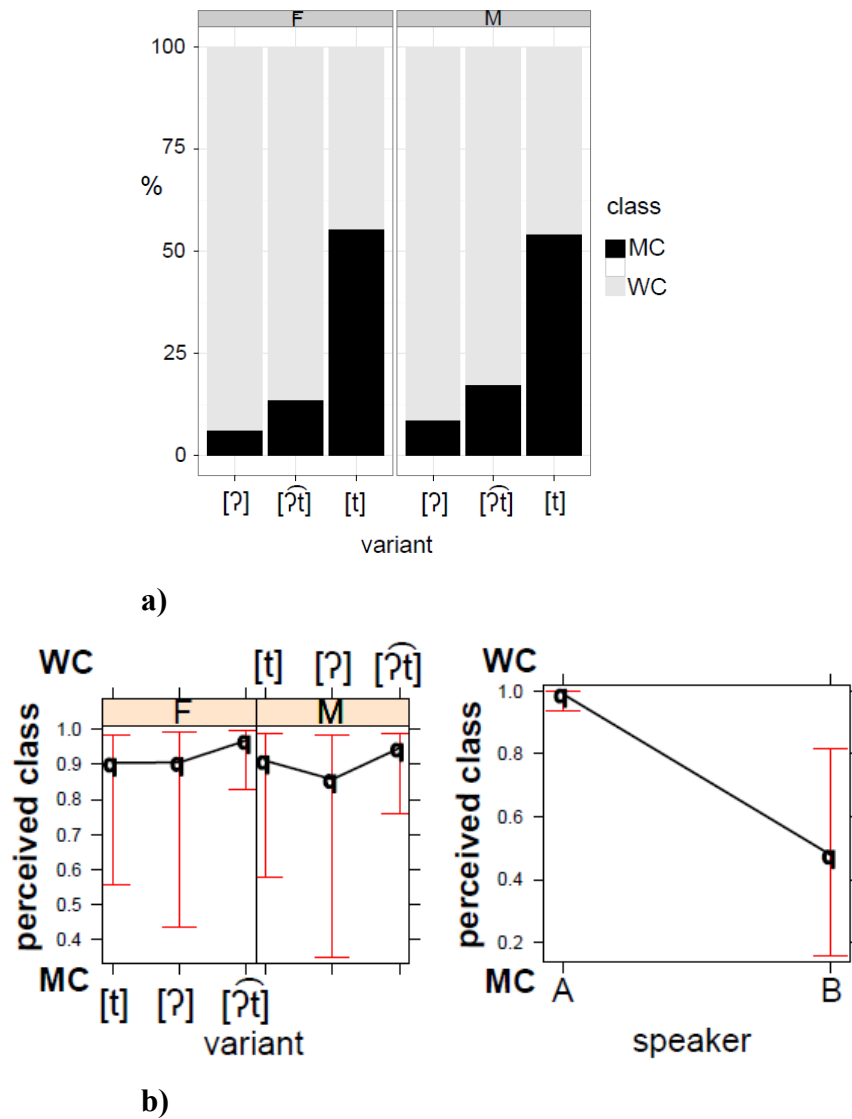 F M
100
75
%
50
25
0
class
MC
WC
[ʔ] [ʔ͡t] [t] [ʔ] [ʔ͡t] [t]
variant
a)
WC [t] [ʔ] [ʔ͡t]
F M
perceived class
1.0
0.9
0.8
0.7
0.6
0.5
0.4
q q q q q q
MC
[t] [ʔ] [ʔ͡t]
variant
WC
perceived class
1.0
0.8
0.6
0.4
0.2
q q
MC A B
speaker
b)